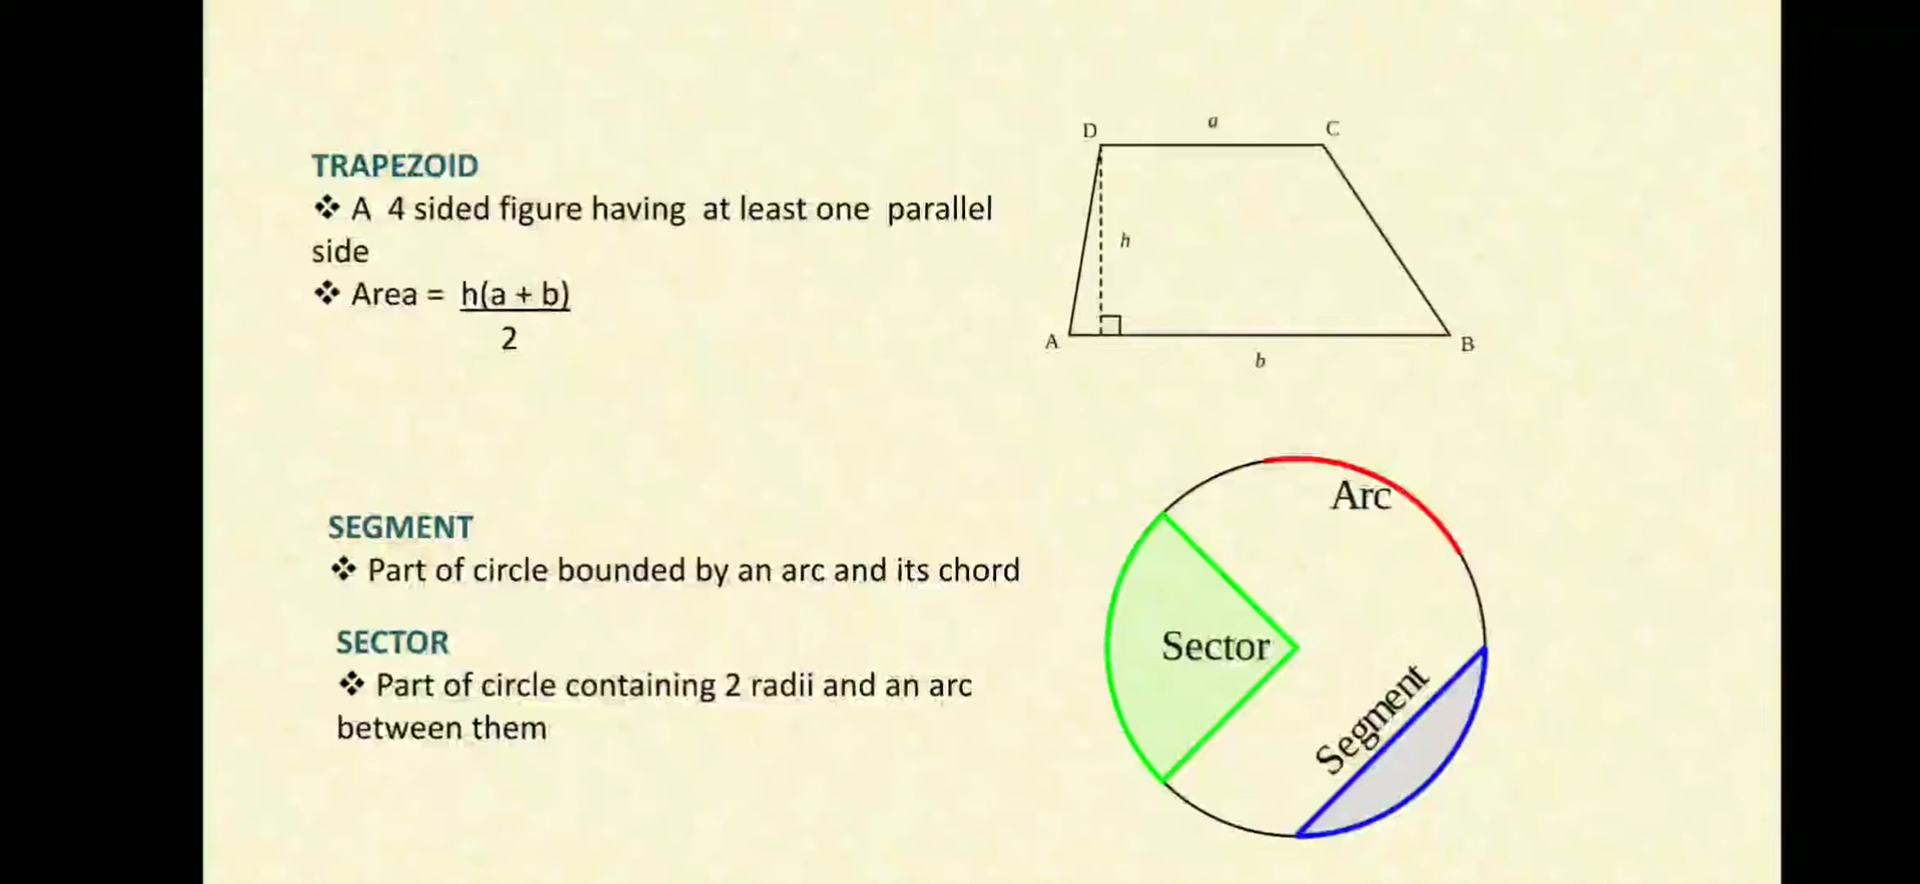 TRAPEZOID
❖ A 4 sided figure having at least one parallel
side
❖ Area = h(a + b)
2
D
a
C
h
A
b
B
SEGMENT
❖ Part of circle bounded by an arc and its chord
SECTOR
❖ Part of circle containing 2 radii and an arc
between them
Arc
Sector
Segment